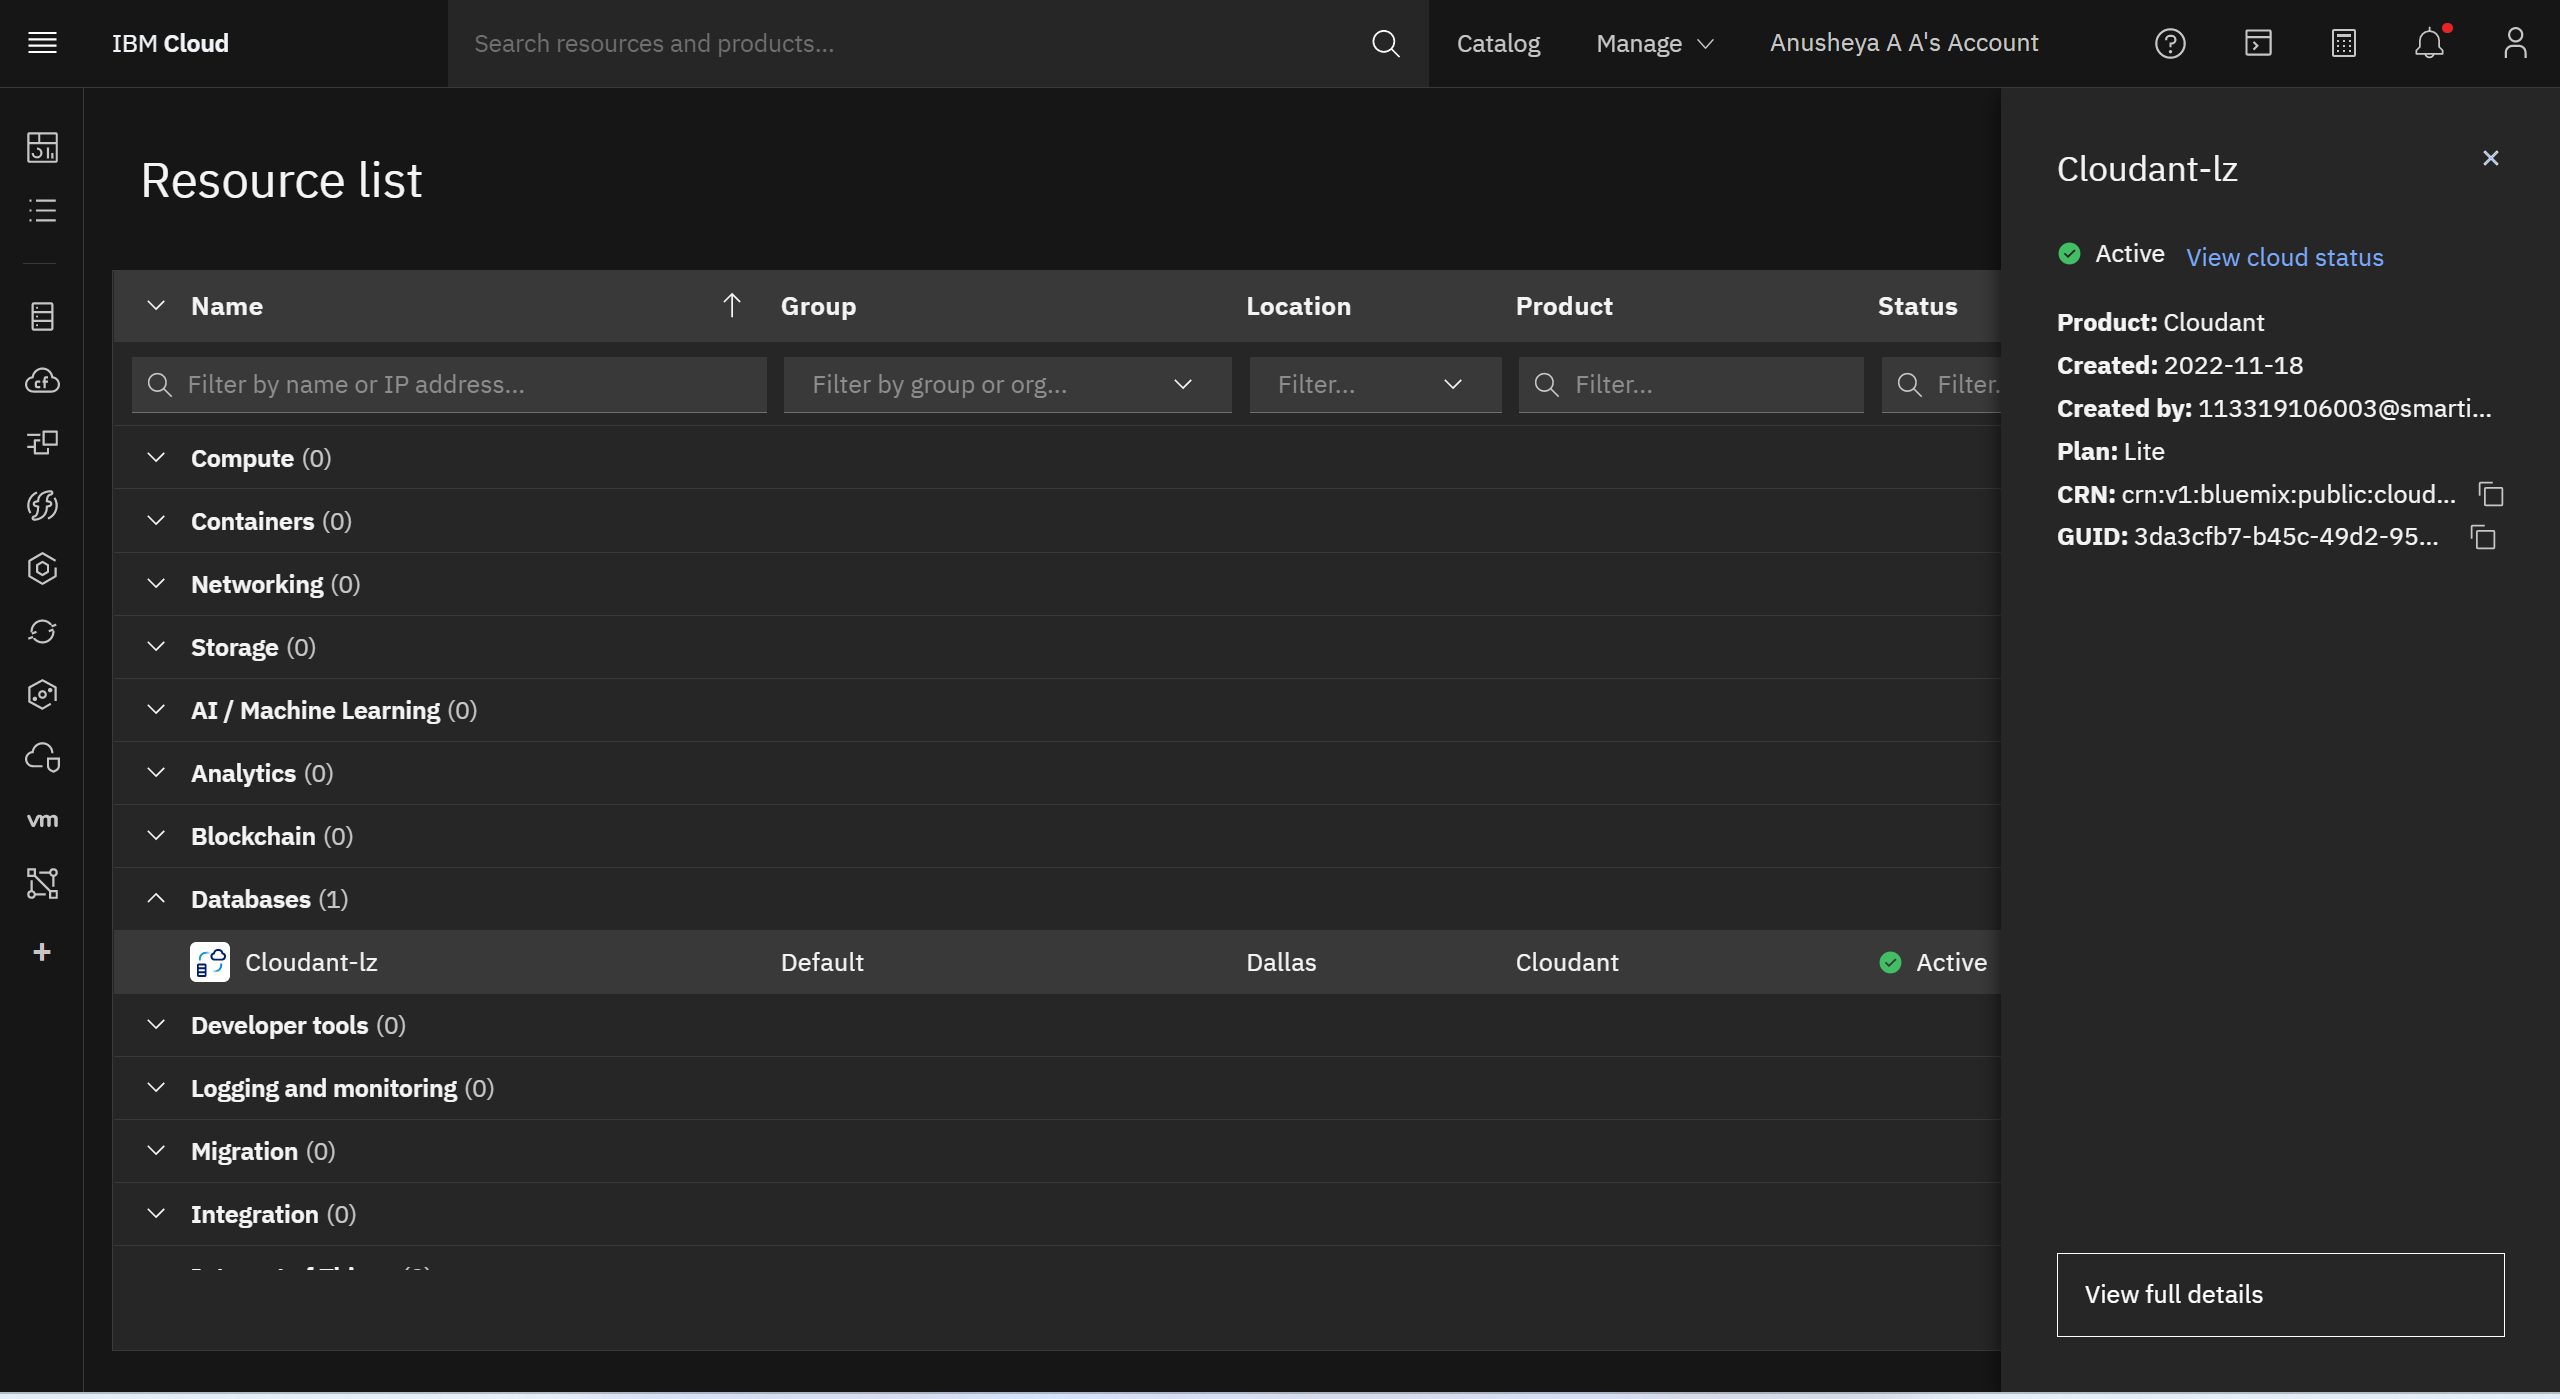 IBM Cloud
Search resources and products...
Catalog
Manage
Anusheya A A's Account
Resource list
Name
Group
Location
Product
Status
Filter by name or IP address...
Filter by group or org...
Filter...
Filter...
Filter.
Compute (0)
Containers (0)
Networking (0)
Storage (0)
AI / Machine Learning (0)
Analytics (0)
Blockchain (0)
Databases (1)
Cloudant-lz
Default
Dallas
Cloudant
Active
Developer tools (0)
Logging and monitoring (0)
Migration (0)
Integration (0)
cf
vm
Cloudant-lz
Active
View cloud status
Product: Cloudant
Created: 2022-11-18
Created by: 113319106003@smarti...
Plan: Lite
CRN: crn:v1:bluemix:public:cloud...
GUID: 3da3cfb7-b45c-49d2-95...
View full details